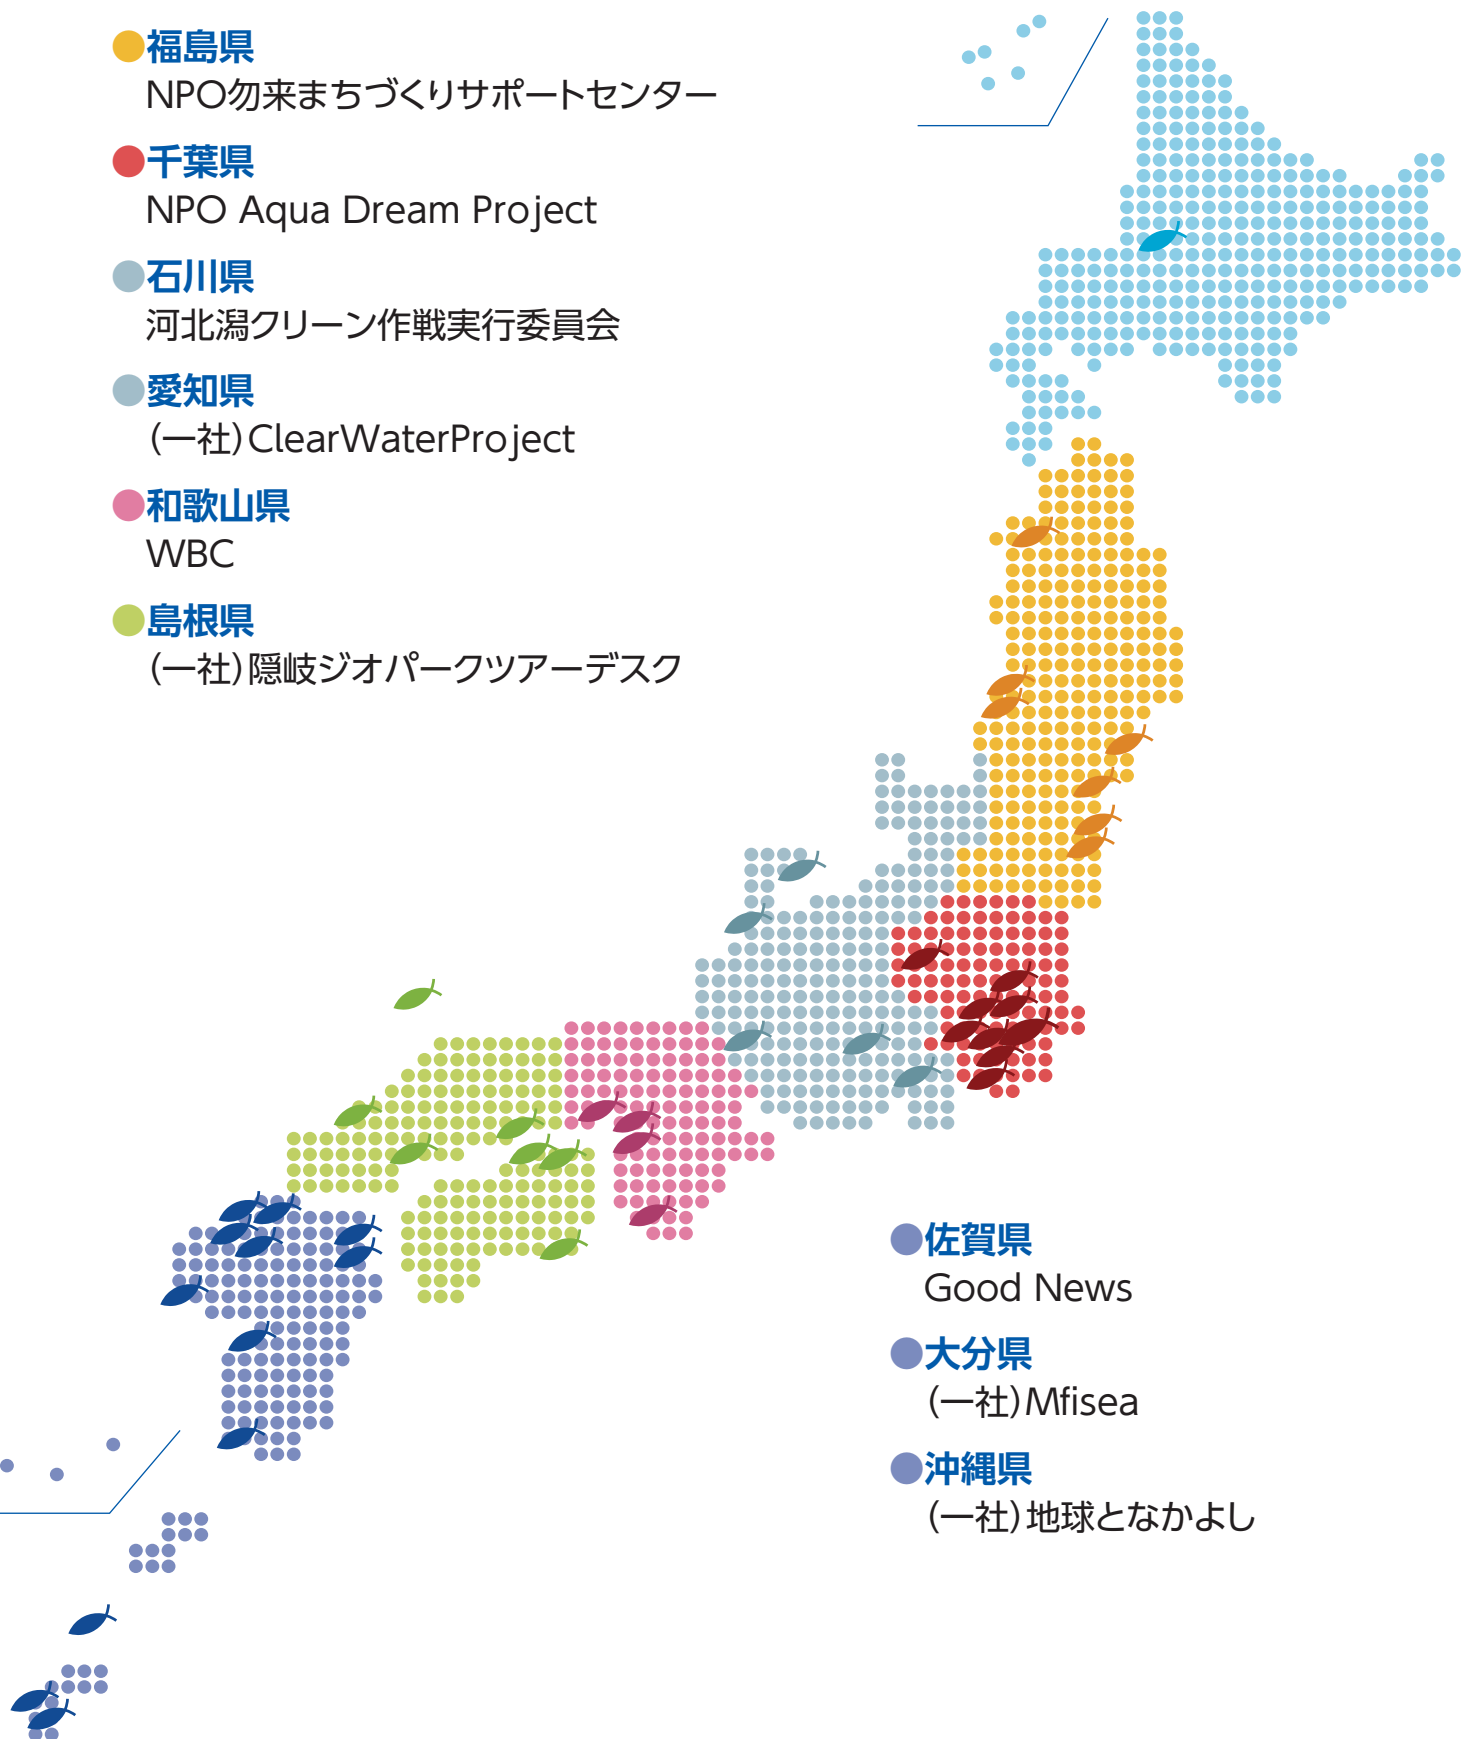 福島県
NPO勿来まちづくりサポートセンター
千葉県
NPO Aqua Dream Project
石川県
河北潟クリーン作戦実行委員会
愛知県
(一社)ClearWaterProject
和歌山県
WBC
島根県
(一社)隠岐ジオパークツアーデスク
佐賀県
Good News
大分県
(一社)Mfisea
沖縄県
(一社)地球となかよし